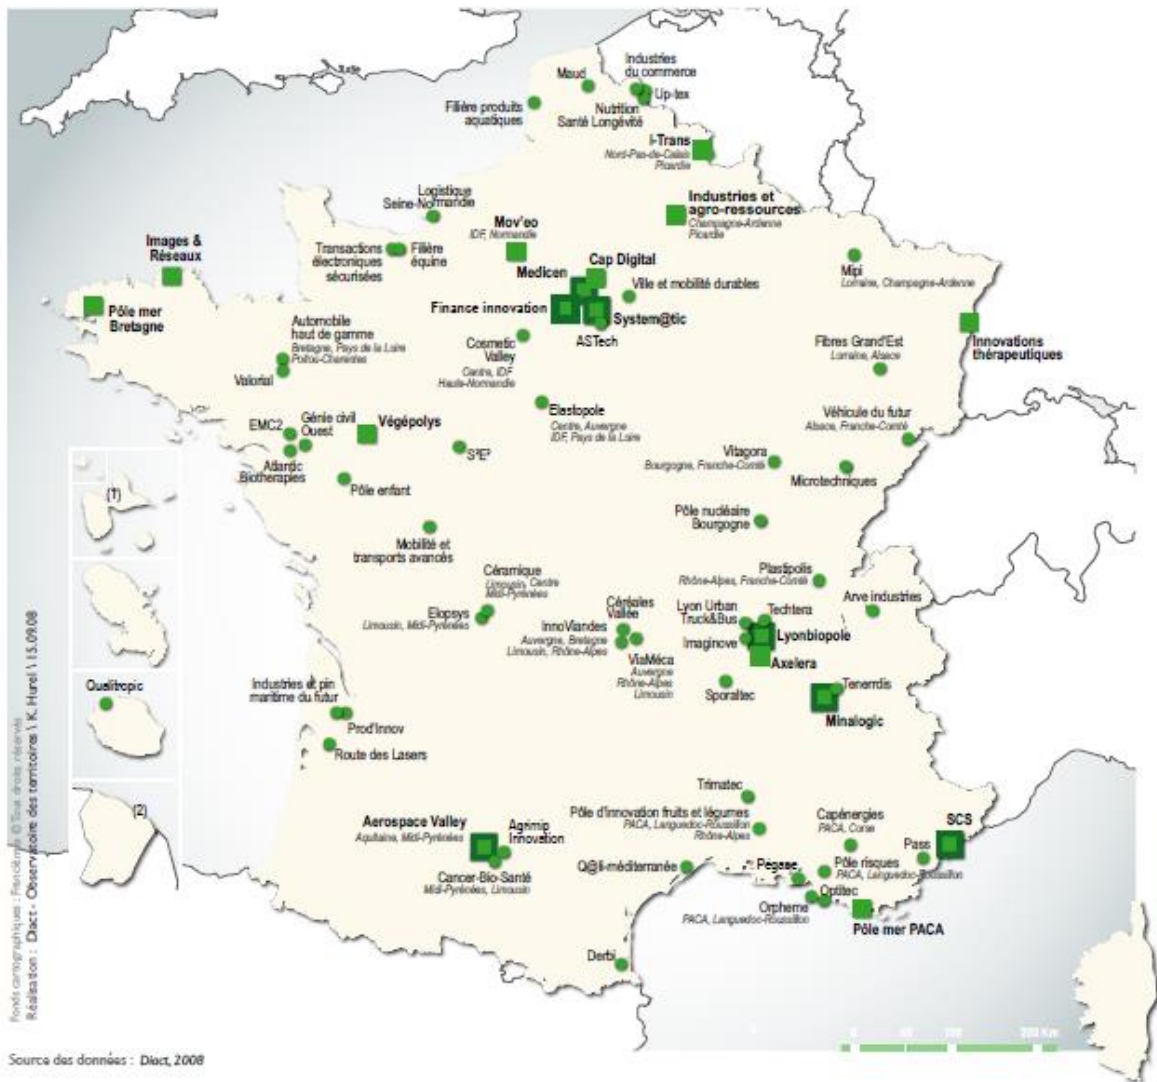 Maud
Industries
du commerce
Up-tex
Filière produits
aquatiques
Nutrition
Santé Longévité
I-Trans
Nord-Pas-de-Calais
Picardie
Logistique
Seine-Normandie
Mov'eo
IDF, Normandie
Industries et
agro-ressources
Champagne-Ardenne
Picardie
Images &
Réseaux
Transactions
électroniques
sécurisées
Filière
équine
Medicen
Cap Digital
Ville et mobilité durables
Mipi
Lorraine, Champagne-Ardenne
Pôle mer
Bretagne
Finance innovation
System@tic
ASTech
Automobile
haut de gamme
Bretagne, Pays de la Loire
Poitou-Charentes
Valorial
Cosmetic
Valley
Centre, IDF
Haute-Normandie
Fibres Grand'Est
Lorraine, Alsace
Innovations
thérapeutiques
Elastopole
Centre, Auvergne
IDF, Pays de la Loire
Véhicule du futur
Alsace, Franche-Comté
EMC2
Génie civil
Ouest
Végépolys
S²E²
Atlantic
Biotherapies
Pôle enfant
Vitagora
Bourgogne, Franche-Comté
Microtechniques
(1)
Pôle nucléaire
Bourgogne
Mobilité et
transports avancés
Céramique
Limousin, Centre
Midi-Pyrénées
Elopsys
Limousin, Midi-Pyrénées
Plastipolis
Rhône-Alpes, Franche-Comté
Arve industries
Céréales
Vallée
InnoViandes
Auvergne, Bretagne
Limousin, Rhône-Alpes
ViaMéca
Auvergne
Rhône-Alpes
Limousin
Lyon Urban
Truck&Bus
Techtera
Imaginove
Lyonbiopole
Axelera
Sporaltec
Tenerrdis
Minalogic
Qualitropic
Industries et pin
maritime du futur
Prod'Innov
Route des Lasers
(2)
Trimatec
Pôle d'innovation fruits et légumes
PACA, Languedoc-Roussillon
Rhône-Alpes
Capénergies
PACA, Corse
SCS
Aerospace Valley
Aquitaine, Midi-Pyrénées
Agrimip
Innovation
Cancer-Bio-Santé
Midi-Pyrénées, Limousin
Q@li-méditerranée
Pégase
Pass
Pôle risques
PACA, Languedoc-Roussillon
Optitec
Orpheme
PACA, Languedoc-Roussillon
Pôle mer PACA
Derbi
0 50 100 200 Km
Fonds cartographiques : Francièmes © Tous droits réservés
Réalisation : Diact - Observatoire des territoires \ K. Hurel \ 15.09.08
Source des données : Diact, 2008